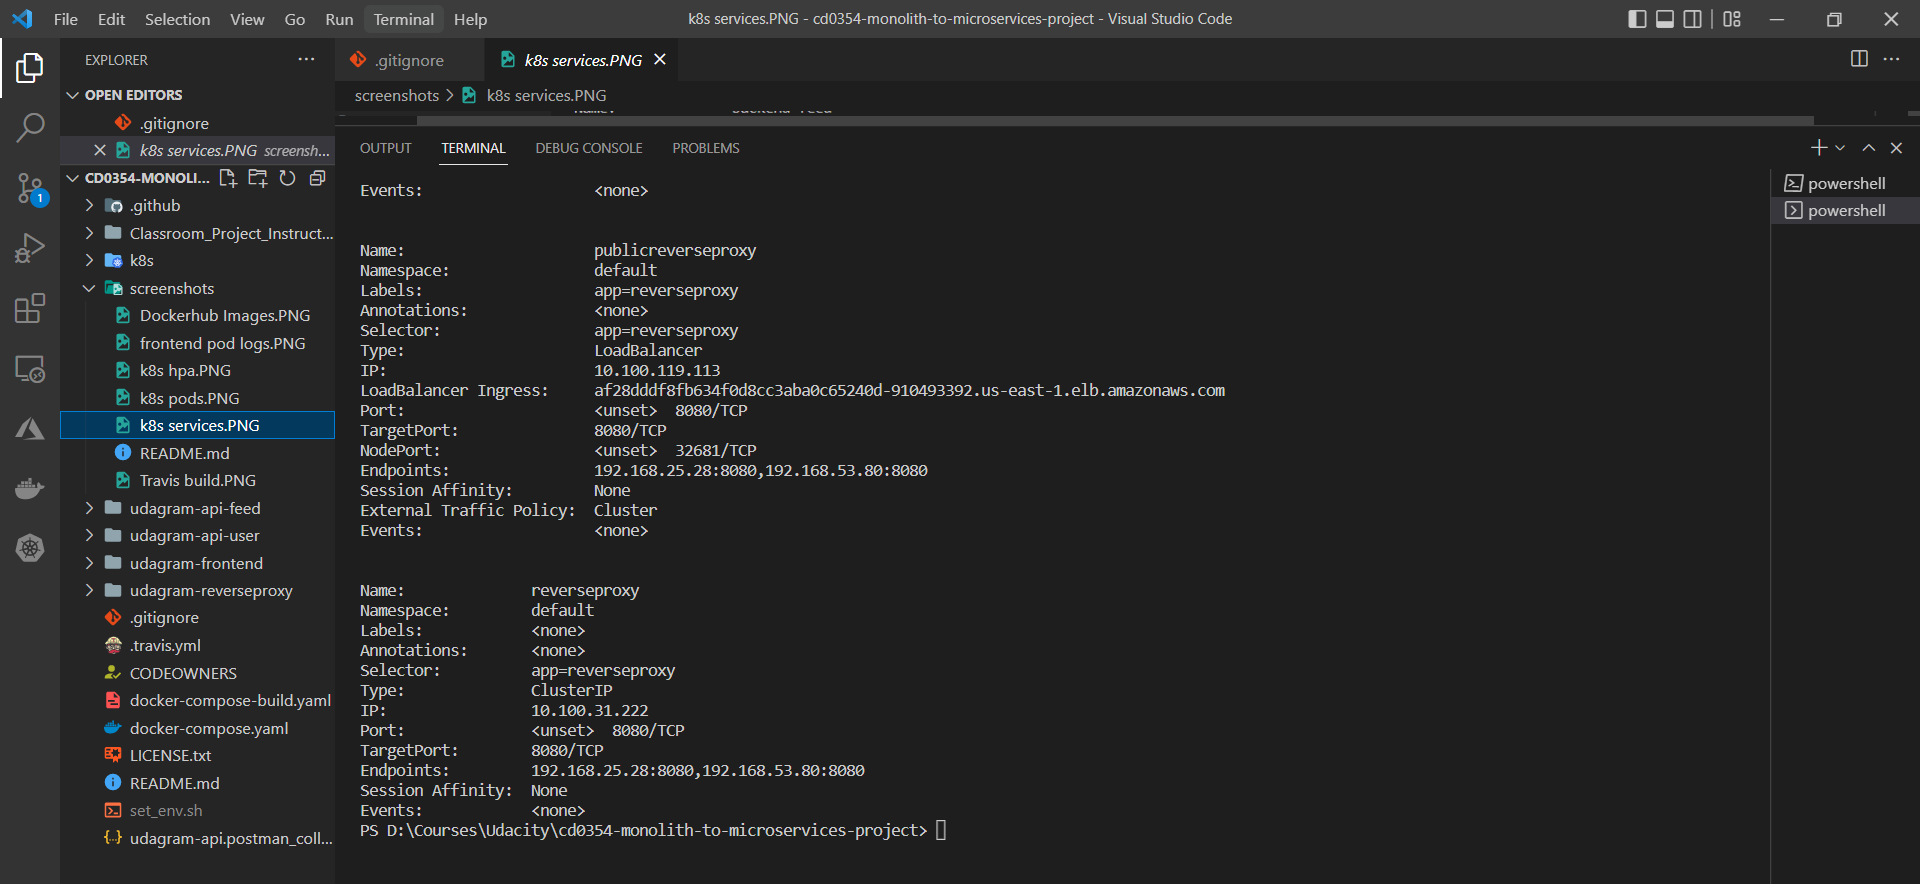 File Edit Selection View Go Run Terminal Help
k8s services.PNG - cd0354-monolith-to-microservices-project - Visual Studio Code
EXPLORER
OPEN EDITORS
.gitignore
k8s services.PNG screensh...
CD0354-MONOLI...
.github
Classroom_Project_Instruct...
k8s
screenshots
Dockerhub Images.PNG
frontend pod logs.PNG
k8s hpa.PNG
k8s pods.PNG
k8s services.PNG
README.md
Travis build.PNG
udagram-api-feed
udagram-api-user
udagram-frontend
udagram-reverseproxy
.gitignore
.travis.yml
CODEOWNERS
docker-compose-build.yaml
docker-compose.yaml
LICENSE.txt
README.md
set_env.sh
udagram-api.postman_coll...
1
.gitignore
k8s services.PNG
screenshots > k8s services.PNG
OUTPUT TERMINAL DEBUG CONSOLE PROBLEMS
Events: <none>
Name: publicreverseproxy
Namespace: default
Labels: app=reverseproxy
Annotations: <none>
Selector: app=reverseproxy
Type: LoadBalancer
IP: 10.100.119.113
LoadBalancer Ingress: af28dddf8fb634f0d8cc3aba0c65240d-910493392.us-east-1.elb.amazonaws.com
Port: <unset> 8080/TCP
TargetPort: 8080/TCP
NodePort: <unset> 32681/TCP
Endpoints: 192.168.25.28:8080,192.168.53.80:8080
Session Affinity: None
External Traffic Policy: Cluster
Events: <none>
Name: reverseproxy
Namespace: default
Labels: <none>
Annotations: <none>
Selector: app=reverseproxy
Type: ClusterIP
IP: 10.100.31.222
Port: <unset> 8080/TCP
TargetPort: 8080/TCP
Endpoints: 192.168.25.28:8080,192.168.53.80:8080
Session Affinity: None
Events: <none>
PS D:\Courses\Udacity\cd0354-monolith-to-microservices-project>
powershell
powershell